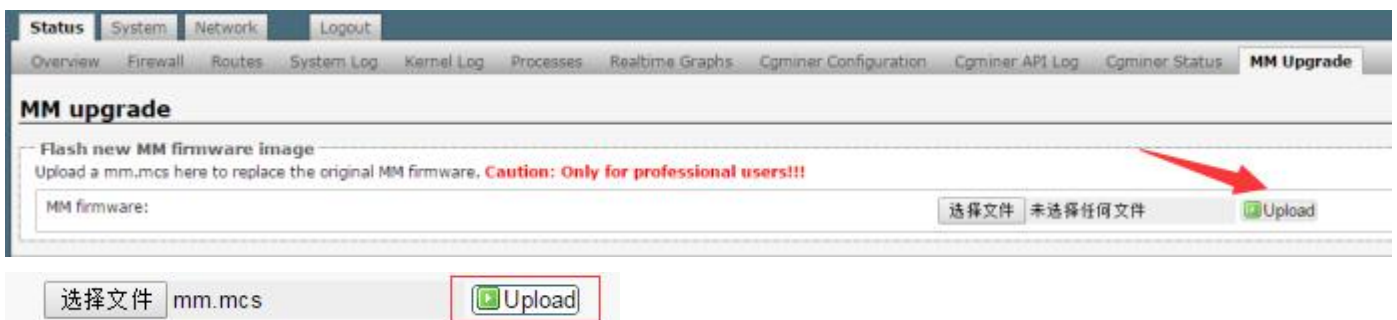 Status System Network Logout
Overview Firewall Routes System Log Kernel Log Processes Realtime Graphs Cgminer Configuration Cgminer API Log Cgminer Status MM Upgrade
MM upgrade
Flash new MM firmware image
Upload a mm.mcs here to replace the original MM firmware. Caution: Only for professional users!!!
MM firmware: 选择文件 未选择任何文件 Upload
选择文件 mm.mcs Upload